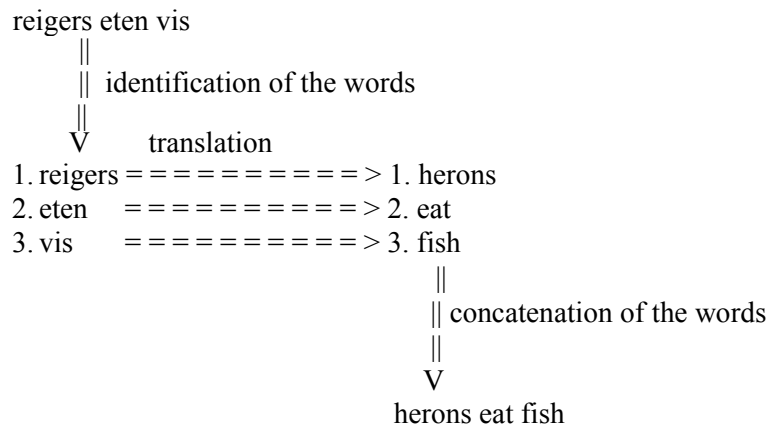 reigers eten vis
||
|| identification of the words
||
V translation
1. reigers = = = = = = = = = = > 1. herons
2. eten = = = = = = = = = = > 2. eat
3. vis = = = = = = = = = = > 3. fish
||
|| concatenation of the words
||
V
herons eat fish